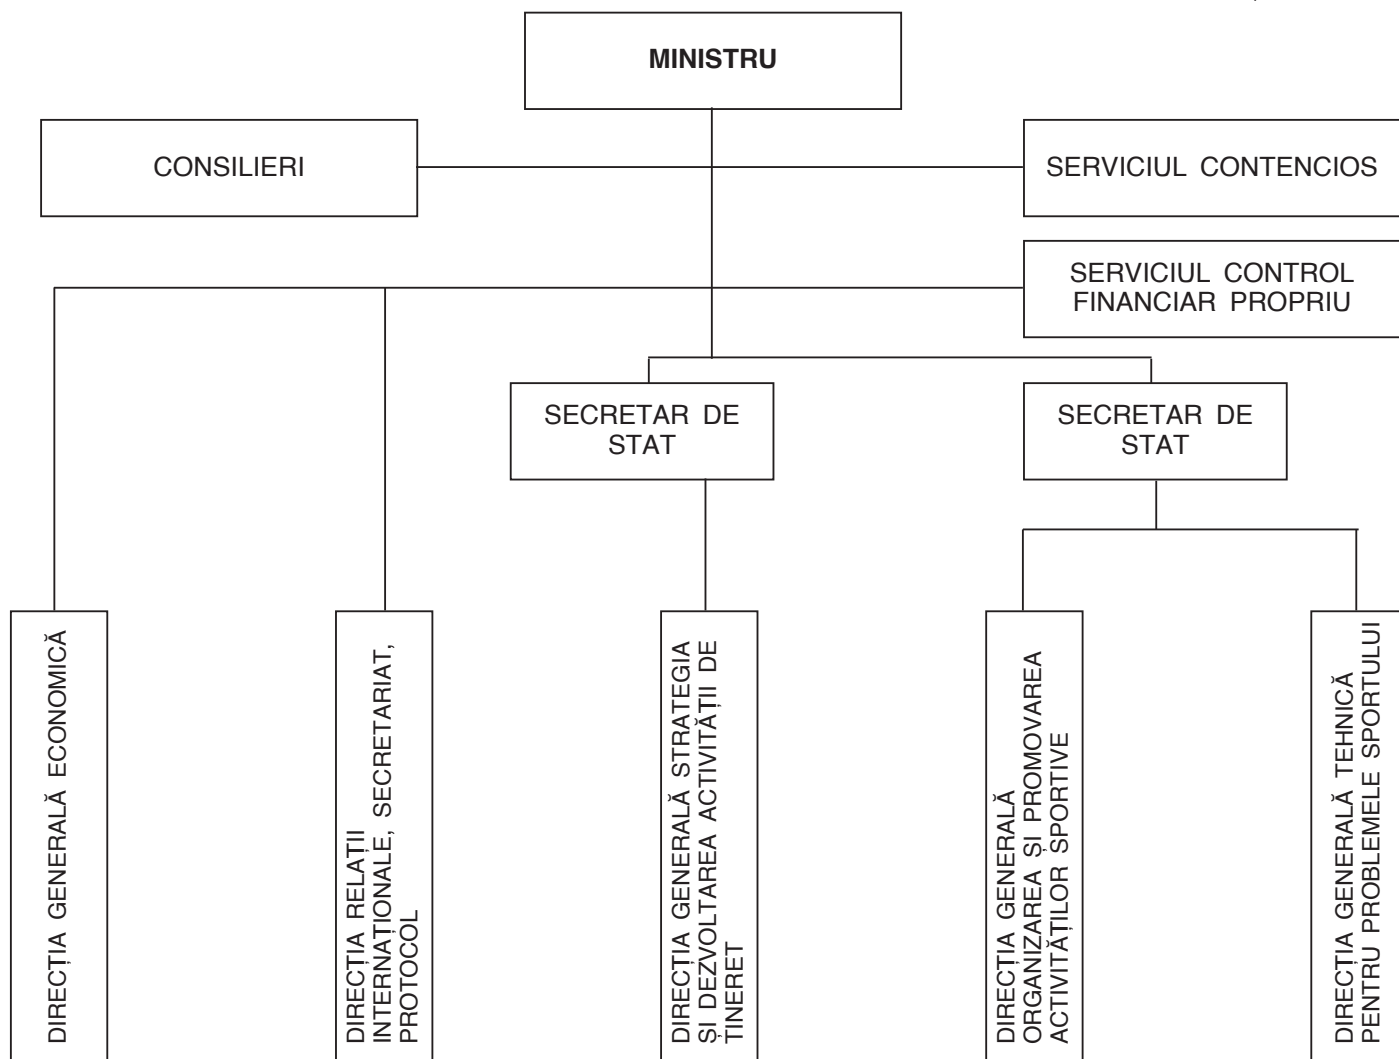 MINISTRU
CONSILIERI
SERVICIUL CONTENCIOS
SERVICIUL CONTROL
FINANCIAR PROPRIU
SECRETAR DE
STAT
SECRETAR DE
STAT
DIRECȚIA GENERALĂ ECONOMICĂ
DIRECȚIA RELAȚII
INTERNAȚIONALE, SECRETARIAT,
PROTOCOL
DIRECȚIA GENERALĂ STRATEGIA
ȘI DEZVOLTAREA ACTIVITĂȚII DE
TINERET
DIRECȚIA GENERALĂ
ORGANIZAREA ȘI PROMOVAREA
ACTIVITĂȚILOR SPORTIVE
DIRECȚIA GENERALĂ TEHNICĂ
PENTRU PROBLEMELE SPORTULUI